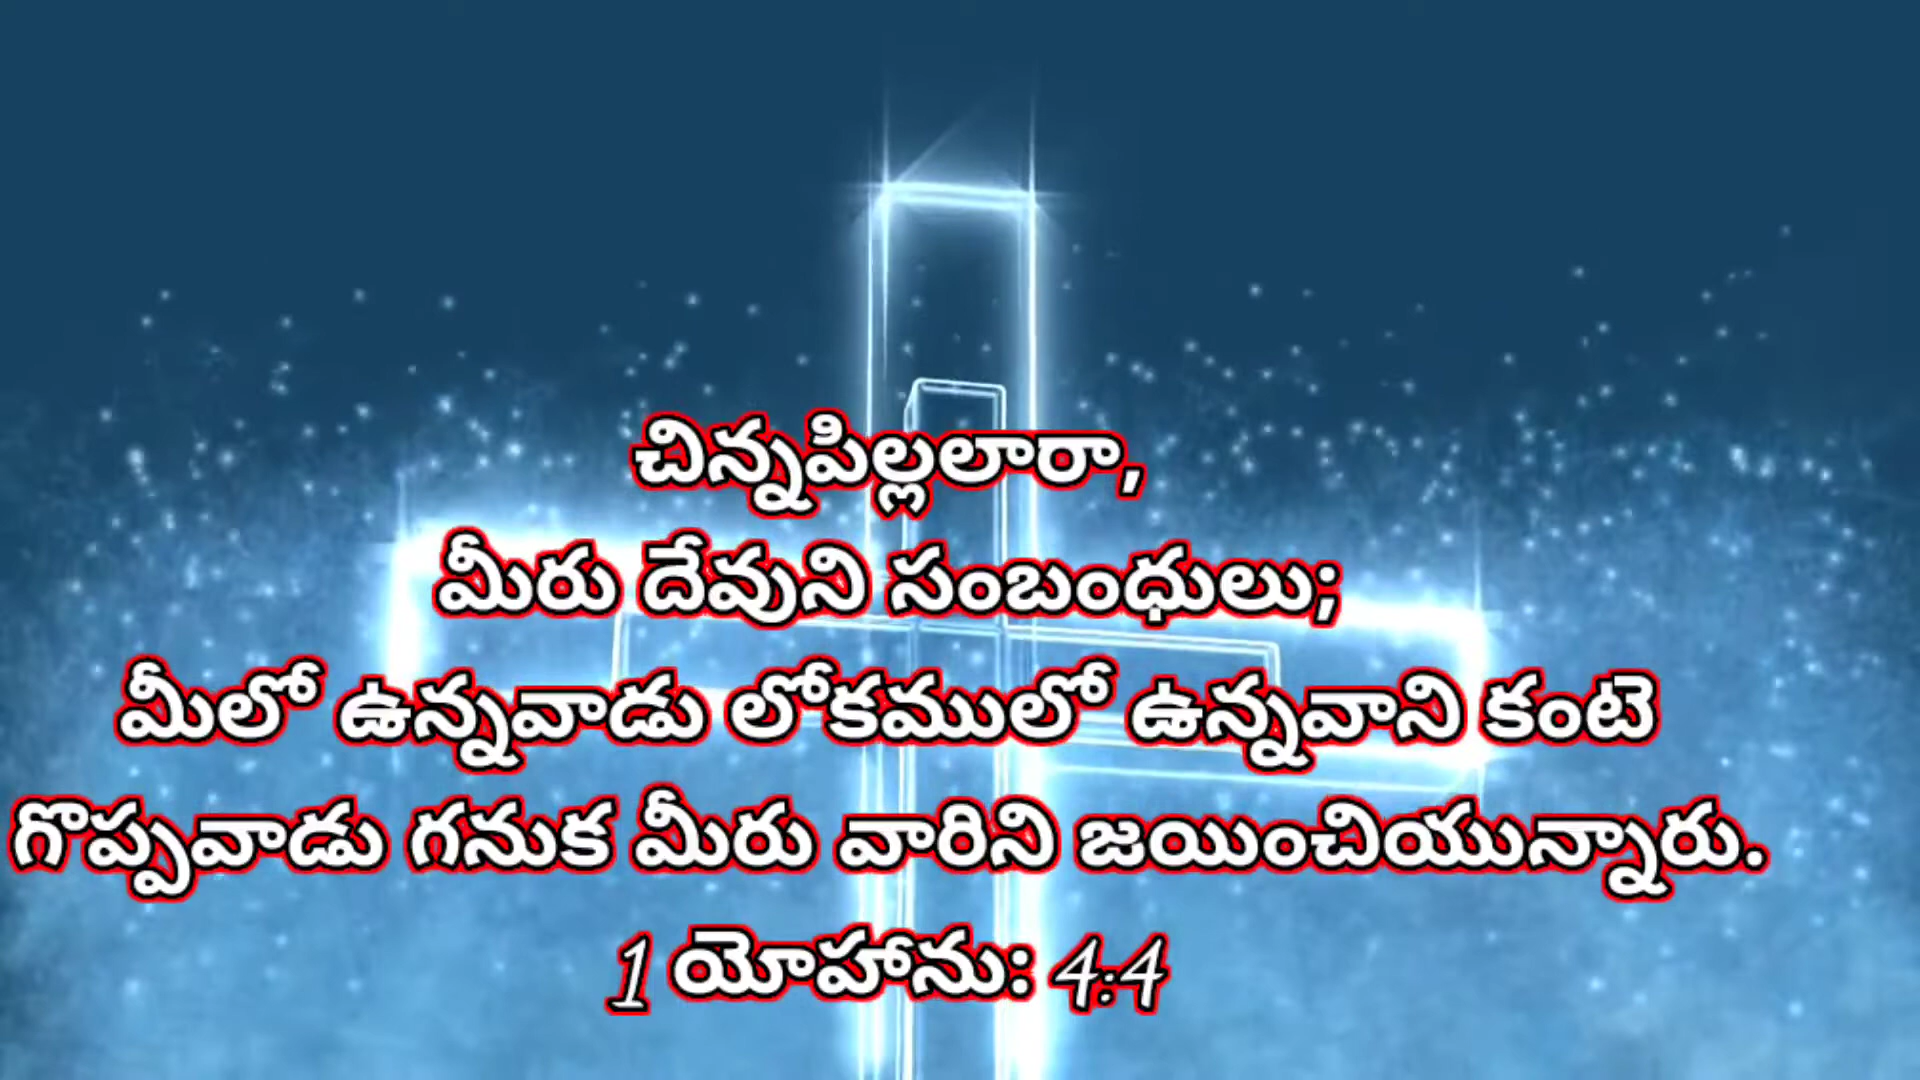 చిన్నపిల్లలారా,
మీరు దేవుని సంబంధులు;
మీలో ఉన్నవాడు లోకములో ఉన్నవాని కంటె
గొప్పవాడు గనుక మీరు వారిని జయించియున్నారు.
1 యోహాను: 4:4